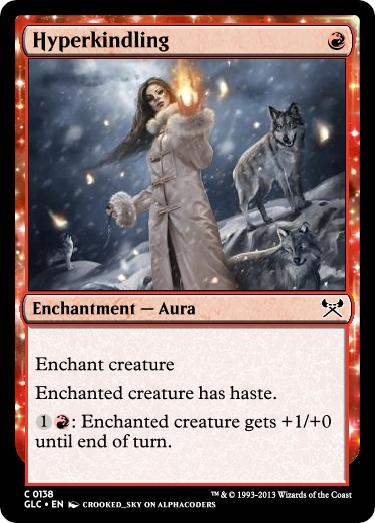 Hyperkindling
Enchantment — Aura
Enchant creature
Enchanted creature has haste.
1 : Enchanted creature gets +1/+0
until end of turn.
C 0138
GLC • EN CROOKED_SKY ON ALPHACODERS
™ & © 1993-2013 Wizards of the Coast